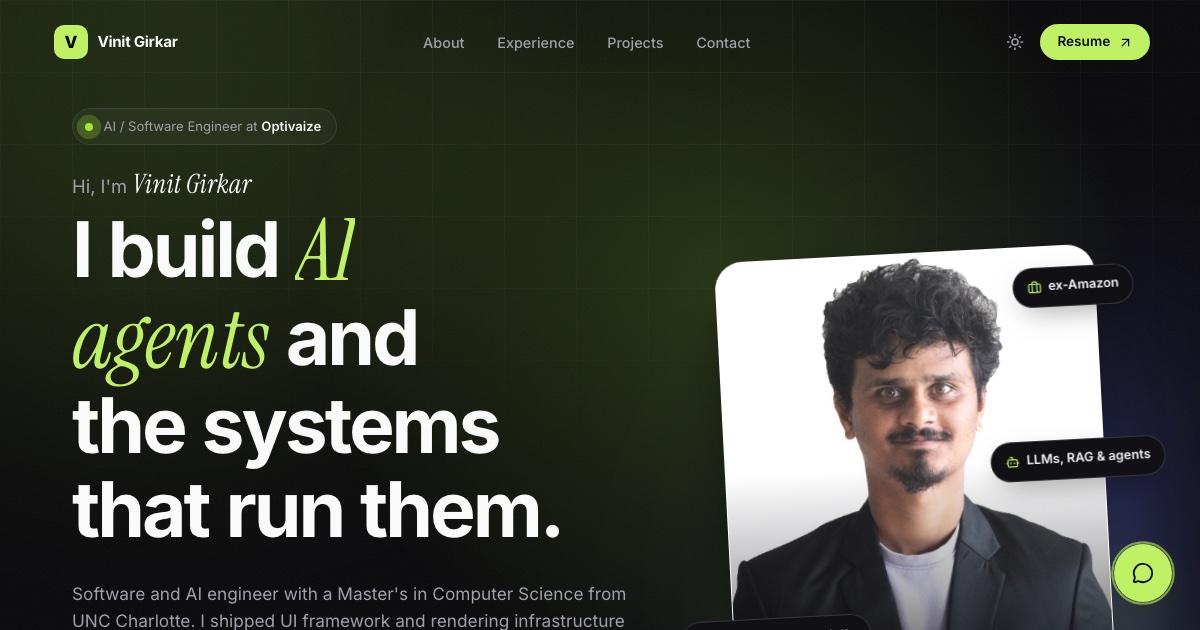 V Vinit Girkar
About Experience Projects Contact
Resume
AI / Software Engineer at Optivaize
Hi, I'm Vinit Girkar
I build AI
agents and
the systems
that run them.
ex-Amazon
LLMs, RAG & agents
Software and AI engineer with a Master's in Computer Science from
UNC Charlotte. I shipped UI framework and rendering infrastructure